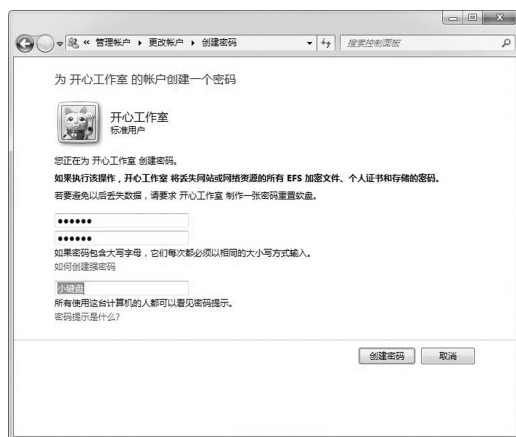 « 管理帐户 ▸ 更改帐户 ▸ 创建密码
搜索控制面板
为 开心工作室 的帐户创建一个密码
开心工作室
标准用户
您正在为 开心工作室 创建密码。
如果执行该操作，开心工作室 将丢失网站或网络资源的所有 EFS 加密文件、个人证书和存储的密码。
若要避免以后丢失数据，请要求 开心工作室 制作一张密码重置软盘。
●●●●●●
●●●●●●
如果密码包含大写字母，它们每次都必须以相同的大小写方式输入。
如何创建强密码
小键盘
所有使用这台计算机的人都可以看见密码提示。
密码提示是什么?
创建密码
取消